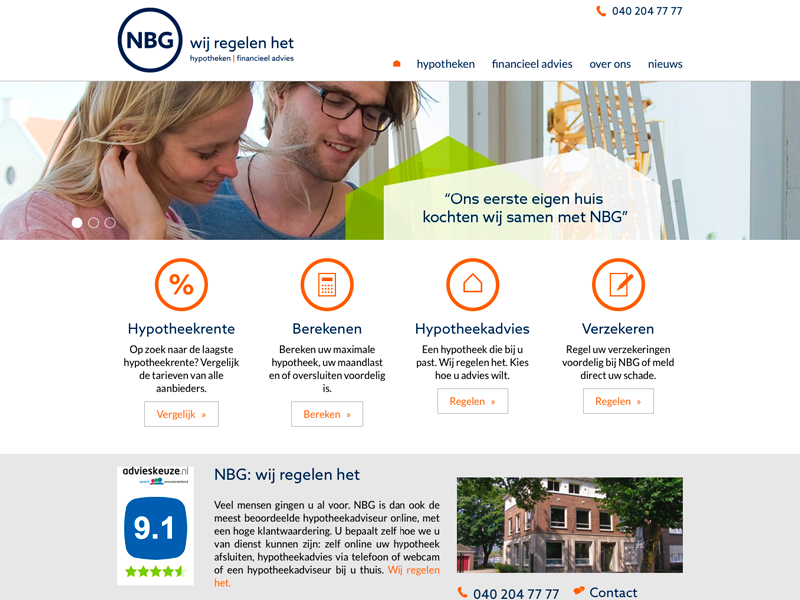 040 204 77 77
NBG
wij regelen het
hypotheken | financieel advies
hypotheken
financieel advies
over ons
nieuws
“Ons eerste eigen huis
kochten wij samen met NBG”
%
Hypotheekrente
Op zoek naar de laagste
hypotheekrente? Vergelijk
de tarieven van alle
aanbieders.
Vergelijk »
Berekenen
Bereken uw maximale
hypotheek, uw maandlast
en of oversluiten voordelig
is.
Bereken »
Hypotheekadvies
Een hypotheek die bij u
past. Wij regelen het. Kies
hoe u advies wilt.
Regelen »
Verzekeren
Regel uw verzekeringen
voordelig bij NBG of meld
direct uw schade.
Regelen »
advieskeuze.nl
9.1
NBG: wij regelen het
Veel mensen gingen u al voor. NBG is dan ook de
meest beoordeelde hypotheekadviseur online, met
een hoge klantwaardering. U bepaalt zelf hoe we u
van dienst kunnen zijn: zelf online uw hypotheek
afsluiten, hypotheekadvies via telefoon of webcam
of een hypotheekadviseur bij u thuis. Wij regelen
het.
040 204 77 77
Contact